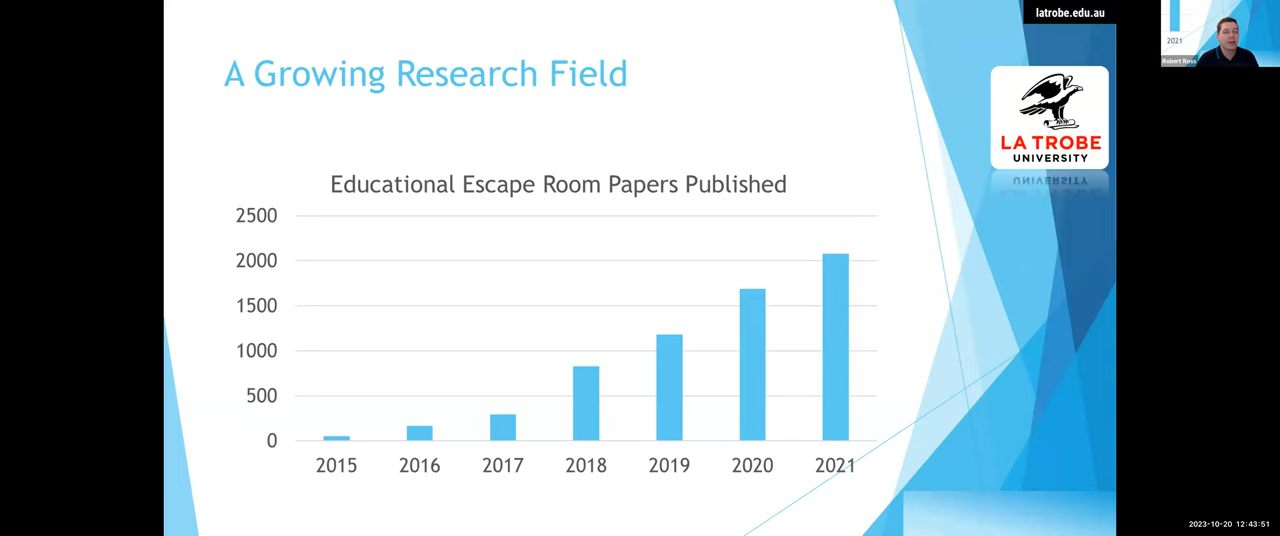 latrobe.edu.au
2021
Robert Ross
A Growing Research Field
LA TROBE
UNIVERSITY
UNIVERSITY
Educational Escape Room Papers Published
2500
2000
1500
1000
500
0
2015 2016 2017 2018 2019 2020 2021
2023-10-20 12:43:51